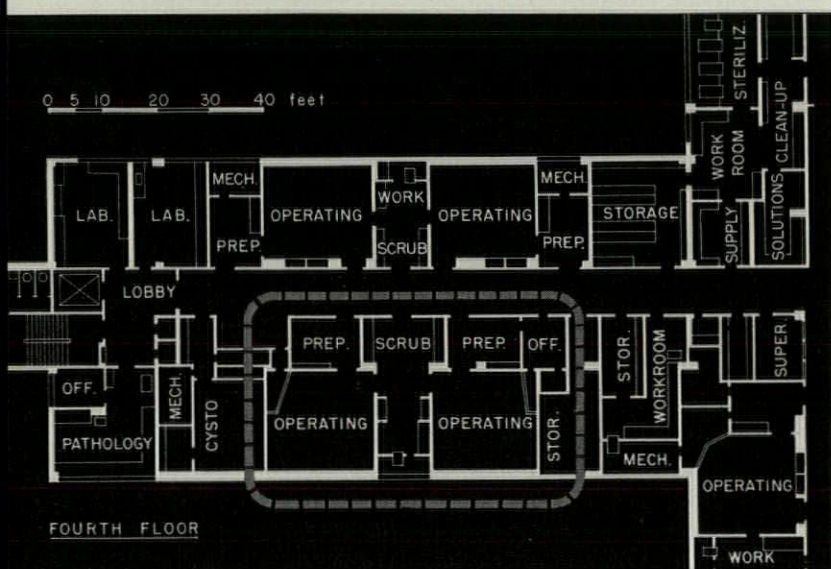 STERILIZ.
CLEAN-UP
0 5 10 20 30 40 feet
WORK ROOM
MECH.
MECH.
WORK
LAB.
LAB.
OPERATING
OPERATING
STORAGE
SUPPLY
SOLUTIONS
PREP.
SCRUB
PREP.
LOBBY
PREP.
SCRUB
PREP.
OFF.
STOR.
WORKROOM
SUPER.
OFF.
MECH.
CYSTO
OPERATING
OPERATING
STOR.
PATHOLOGY
MECH.
OPERATING
FOURTH FLOOR
WORK